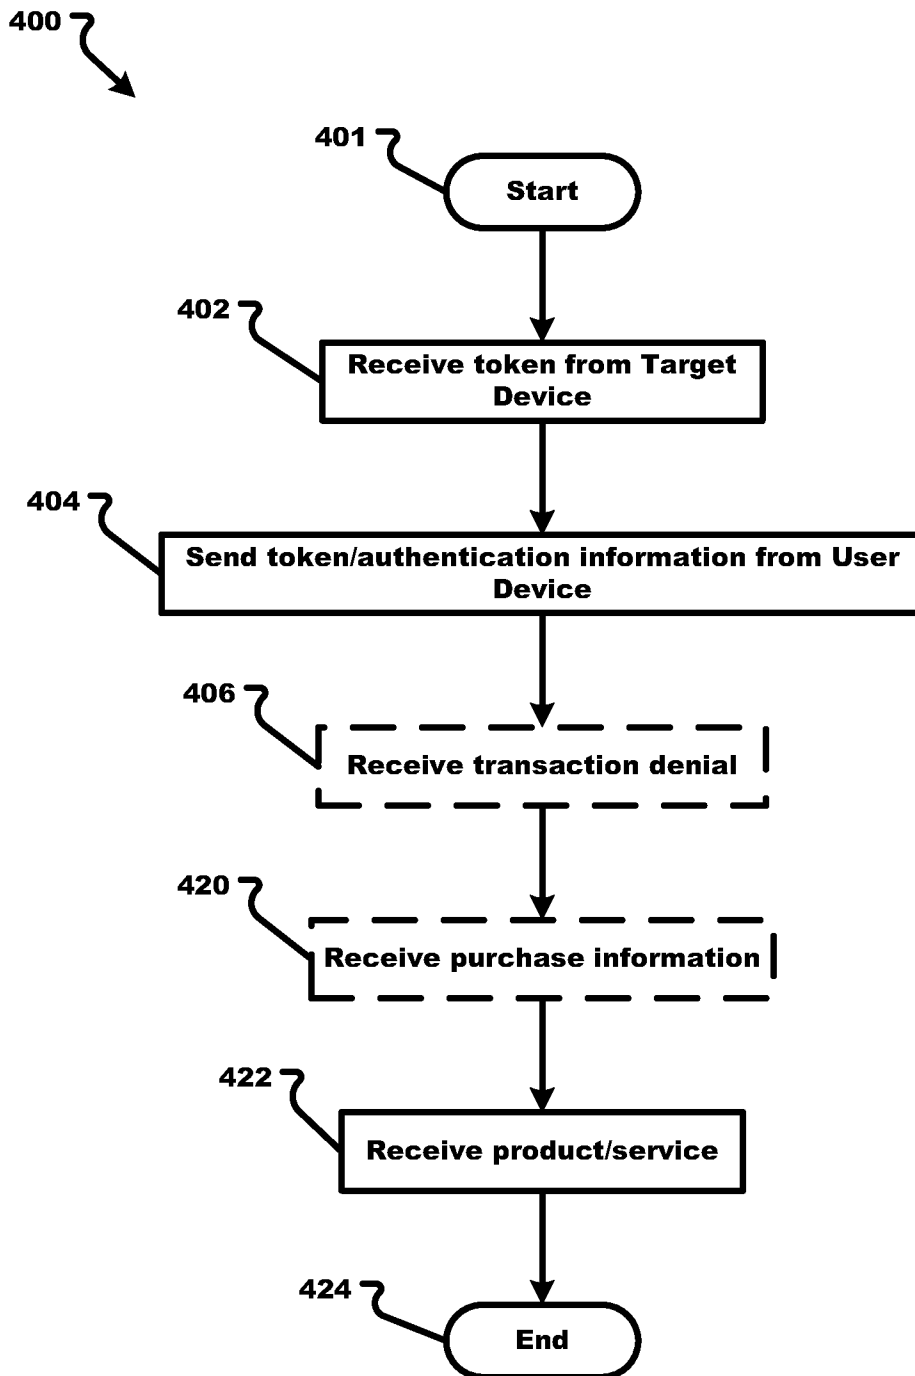 400
401
Start
402
Receive token from Target
Device
404
Send token/authentication information from User
Device
406
Receive transaction denial
420
Receive purchase information
422
Receive product/service
424
End